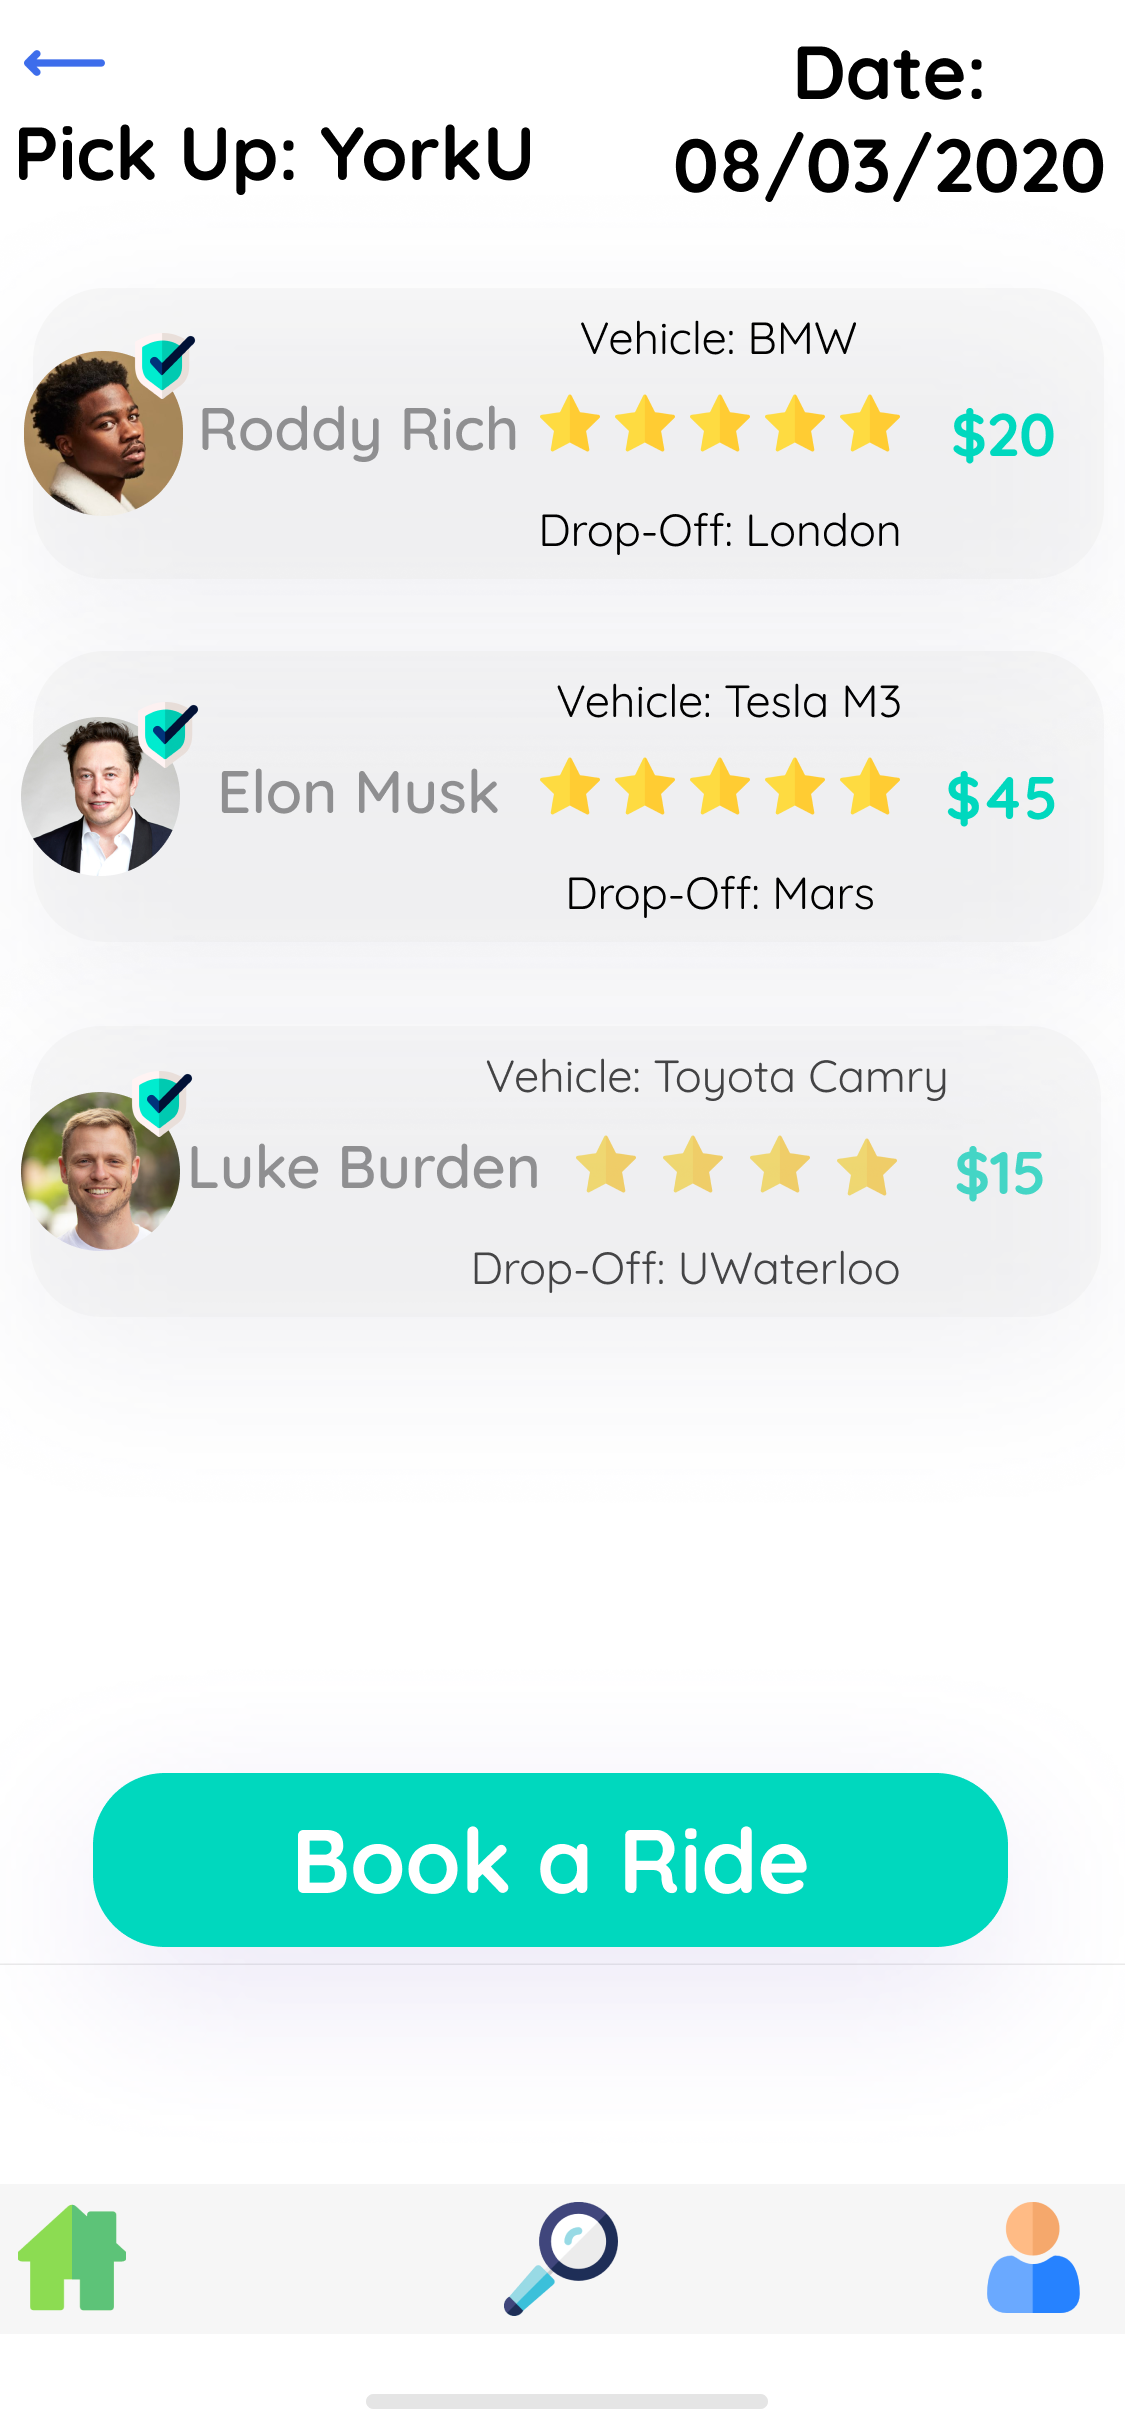 Pick Up: YorkU
Date:
08/03/2020
Vehicle: BMW
Roddy Rich
$20
Drop-Off: London
Vehicle: Tesla M3
Elon Musk
$45
Drop-Off: Mars
Vehicle: Toyota Camry
Luke Burden
$15
Drop-Off: UWaterloo
Book a Ride